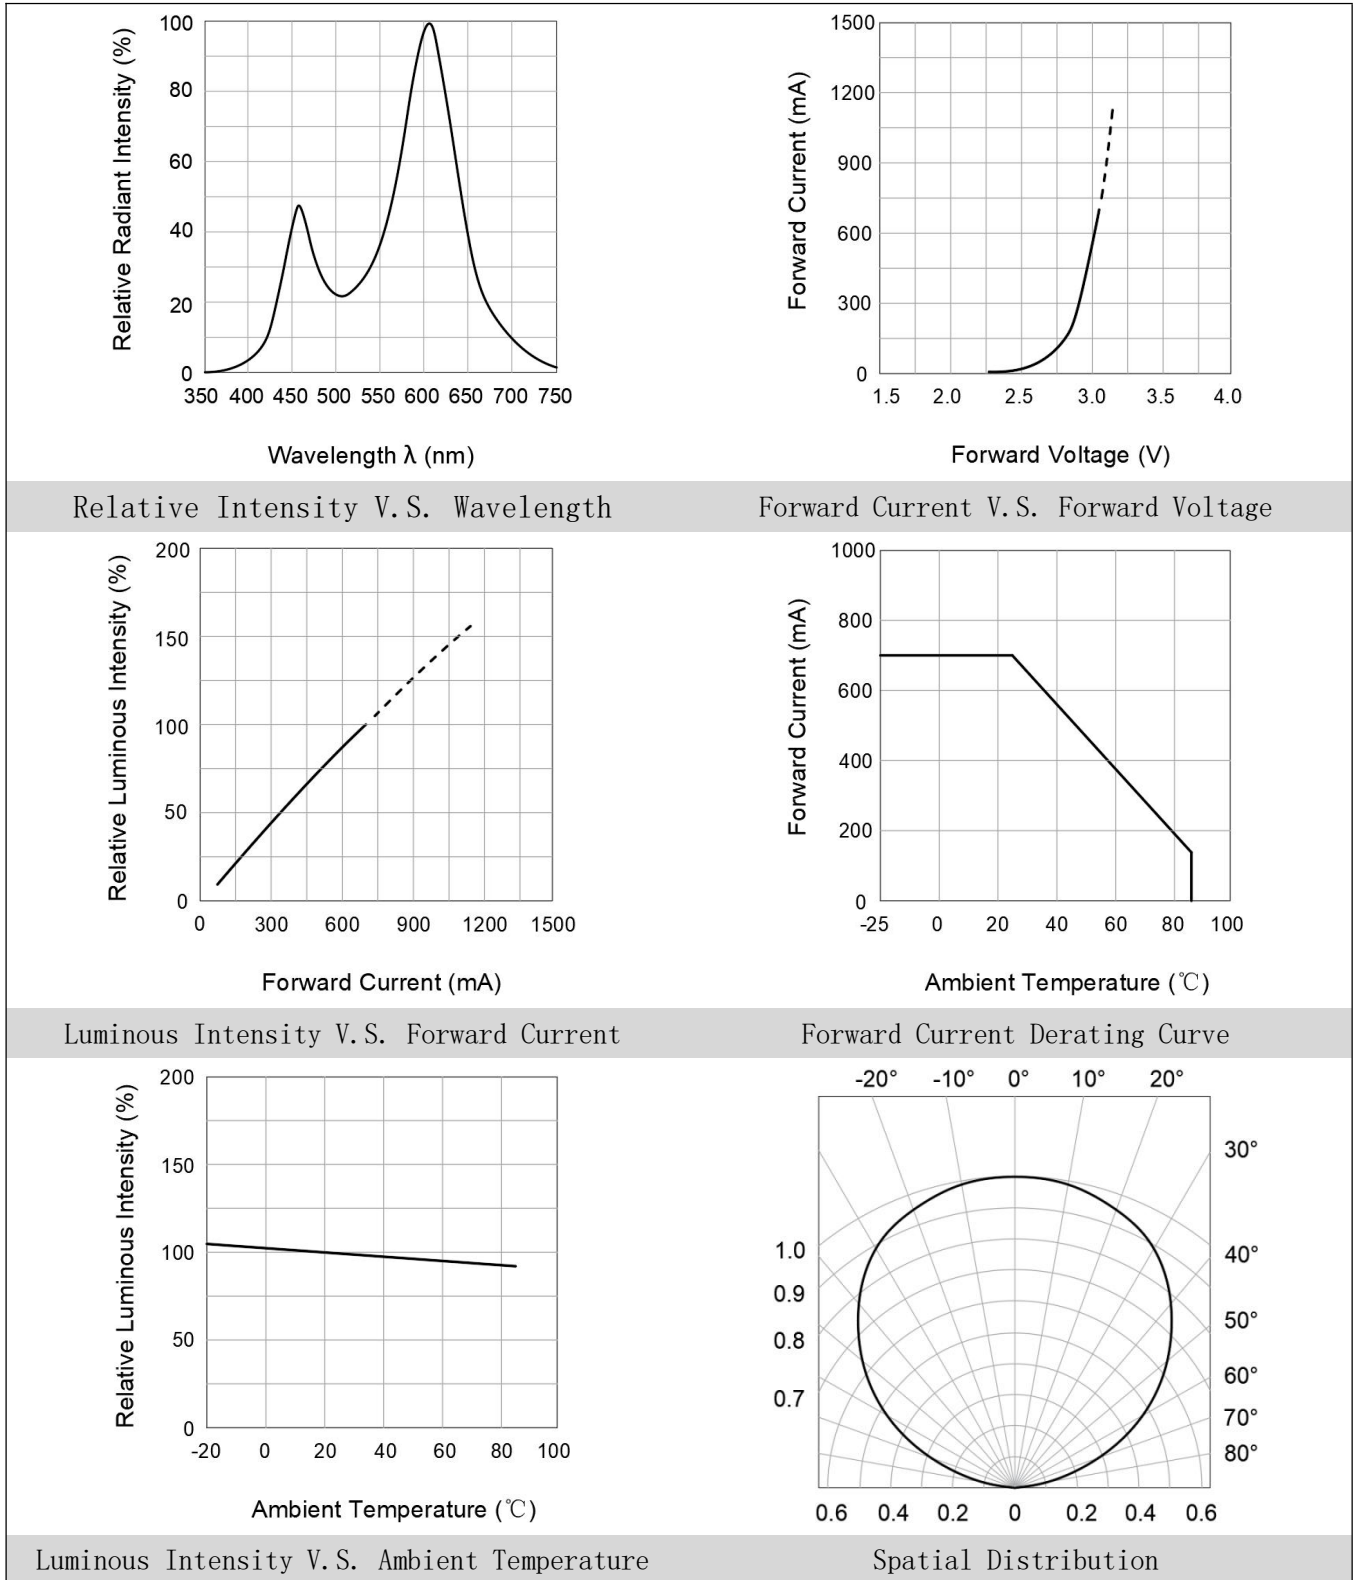 Relative Radiant Intensity (%)
100
80
60
40
20
0
350 400 450 500 550 600 650 700 750
Wavelength λ (nm)
Forward Current (mA)
1500
1200
900
600
300
0
1.5 2.0 2.5 3.0 3.5 4.0
Forward Voltage (V)
Relative Intensity V.S. Wavelength
Forward Current V.S. Forward Voltage
Relative Luminous Intensity (%)
200
150
100
50
0
0 300 600 900 1200 1500
Forward Current (mA)
Forward Current (mA)
1000
800
600
400
200
0
-25 0 20 40 60 80 100
Ambient Temperature (℃)
Luminous Intensity V.S. Forward Current
Forward Current Derating Curve
Relative Luminous Intensity (%)
200
150
100
50
0
-20 0 20 40 60 80 100
Ambient Temperature (℃)
-20° -10° 0° 10° 20°
30°
40°
50°
60°
70°
80°
1.0
0.9
0.8
0.7
0.6 0.4 0.2 0 0.2 0.4 0.6
Luminous Intensity V.S. Ambient Temperature
Spatial Distribution